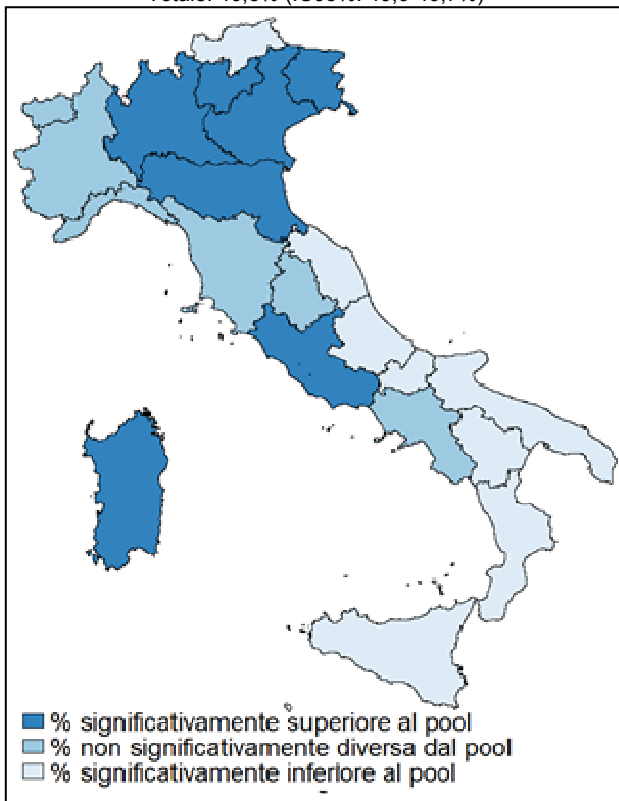 % significativamente superiore al pool
% non significativamente diversa dal pool
% significativamente inferiore al pool